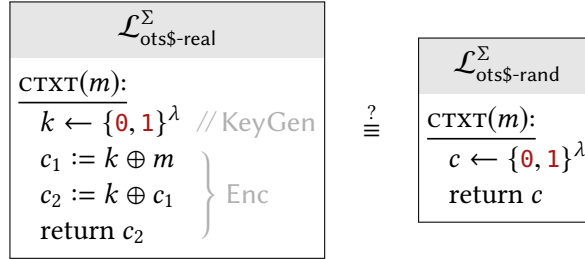 𝓛^Σ_ots$-real
CTXT(m):
k ← {0, 1}^λ // KeyGen
c₁ := k ⊕ m
c₂ := k ⊕ c₁
return c₂
Enc
≟
𝓛^Σ_ots$-rand
CTXT(m):
c ← {0, 1}^λ
return c